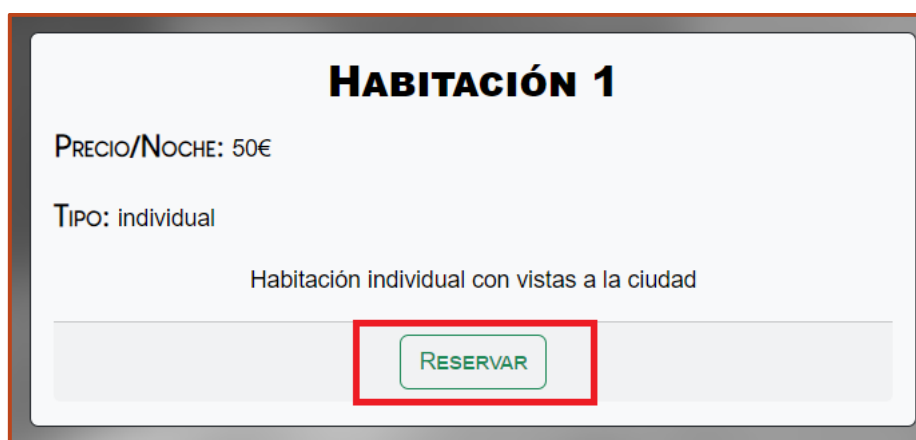 HABITACIÓN 1
PRECIO/NOCHE: 50€
TIPO: individual
Habitación individual con vistas a la ciudad
RESERVAR